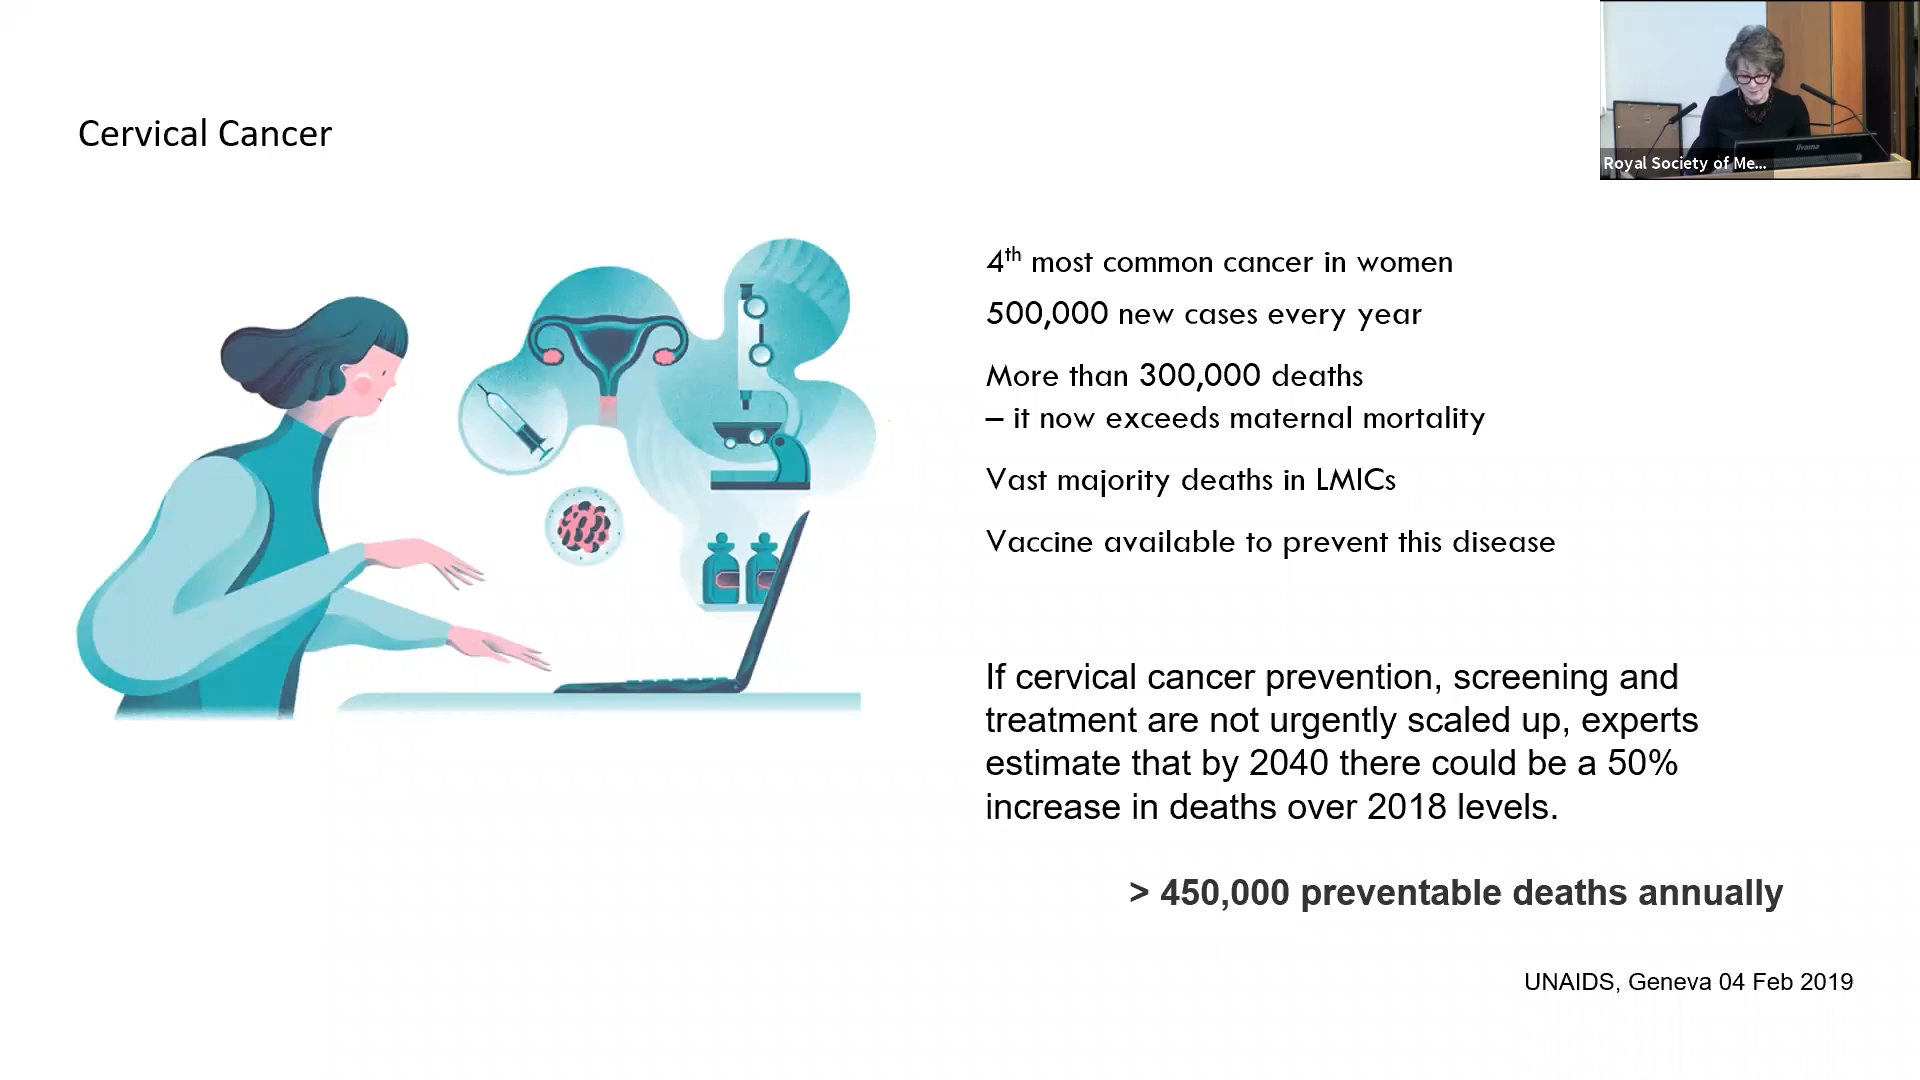 Royal Society of Me...
Cervical Cancer
4th most common cancer in women
500,000 new cases every year
More than 300,000 deaths
– it now exceeds maternal mortality
Vast majority deaths in LMICs
Vaccine available to prevent this disease
If cervical cancer prevention, screening and
treatment are not urgently scaled up, experts
estimate that by 2040 there could be a 50%
increase in deaths over 2018 levels.
> 450,000 preventable deaths annually
UNAIDS, Geneva 04 Feb 2019
iiyama